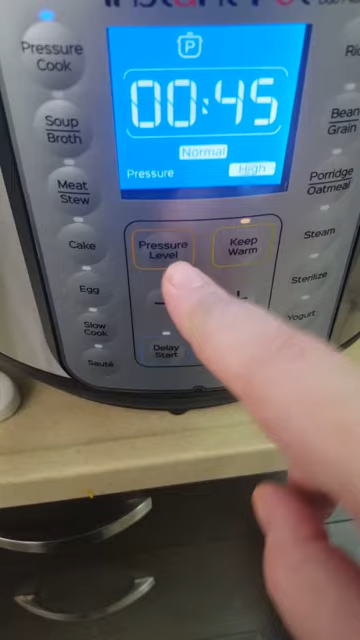 Instant Pot
Pressure
Cook
Soup
Broth
Meat
Stew
Cake
Egg
Slow
Cook
Sauté
00:45
Normal
Pressure
High
Pressure
Level
Keep
Warm
–
+
Delay
Start
Ric
Bean
Grain
Porridge
Oatmeal
Steam
Sterilize
Yogurt